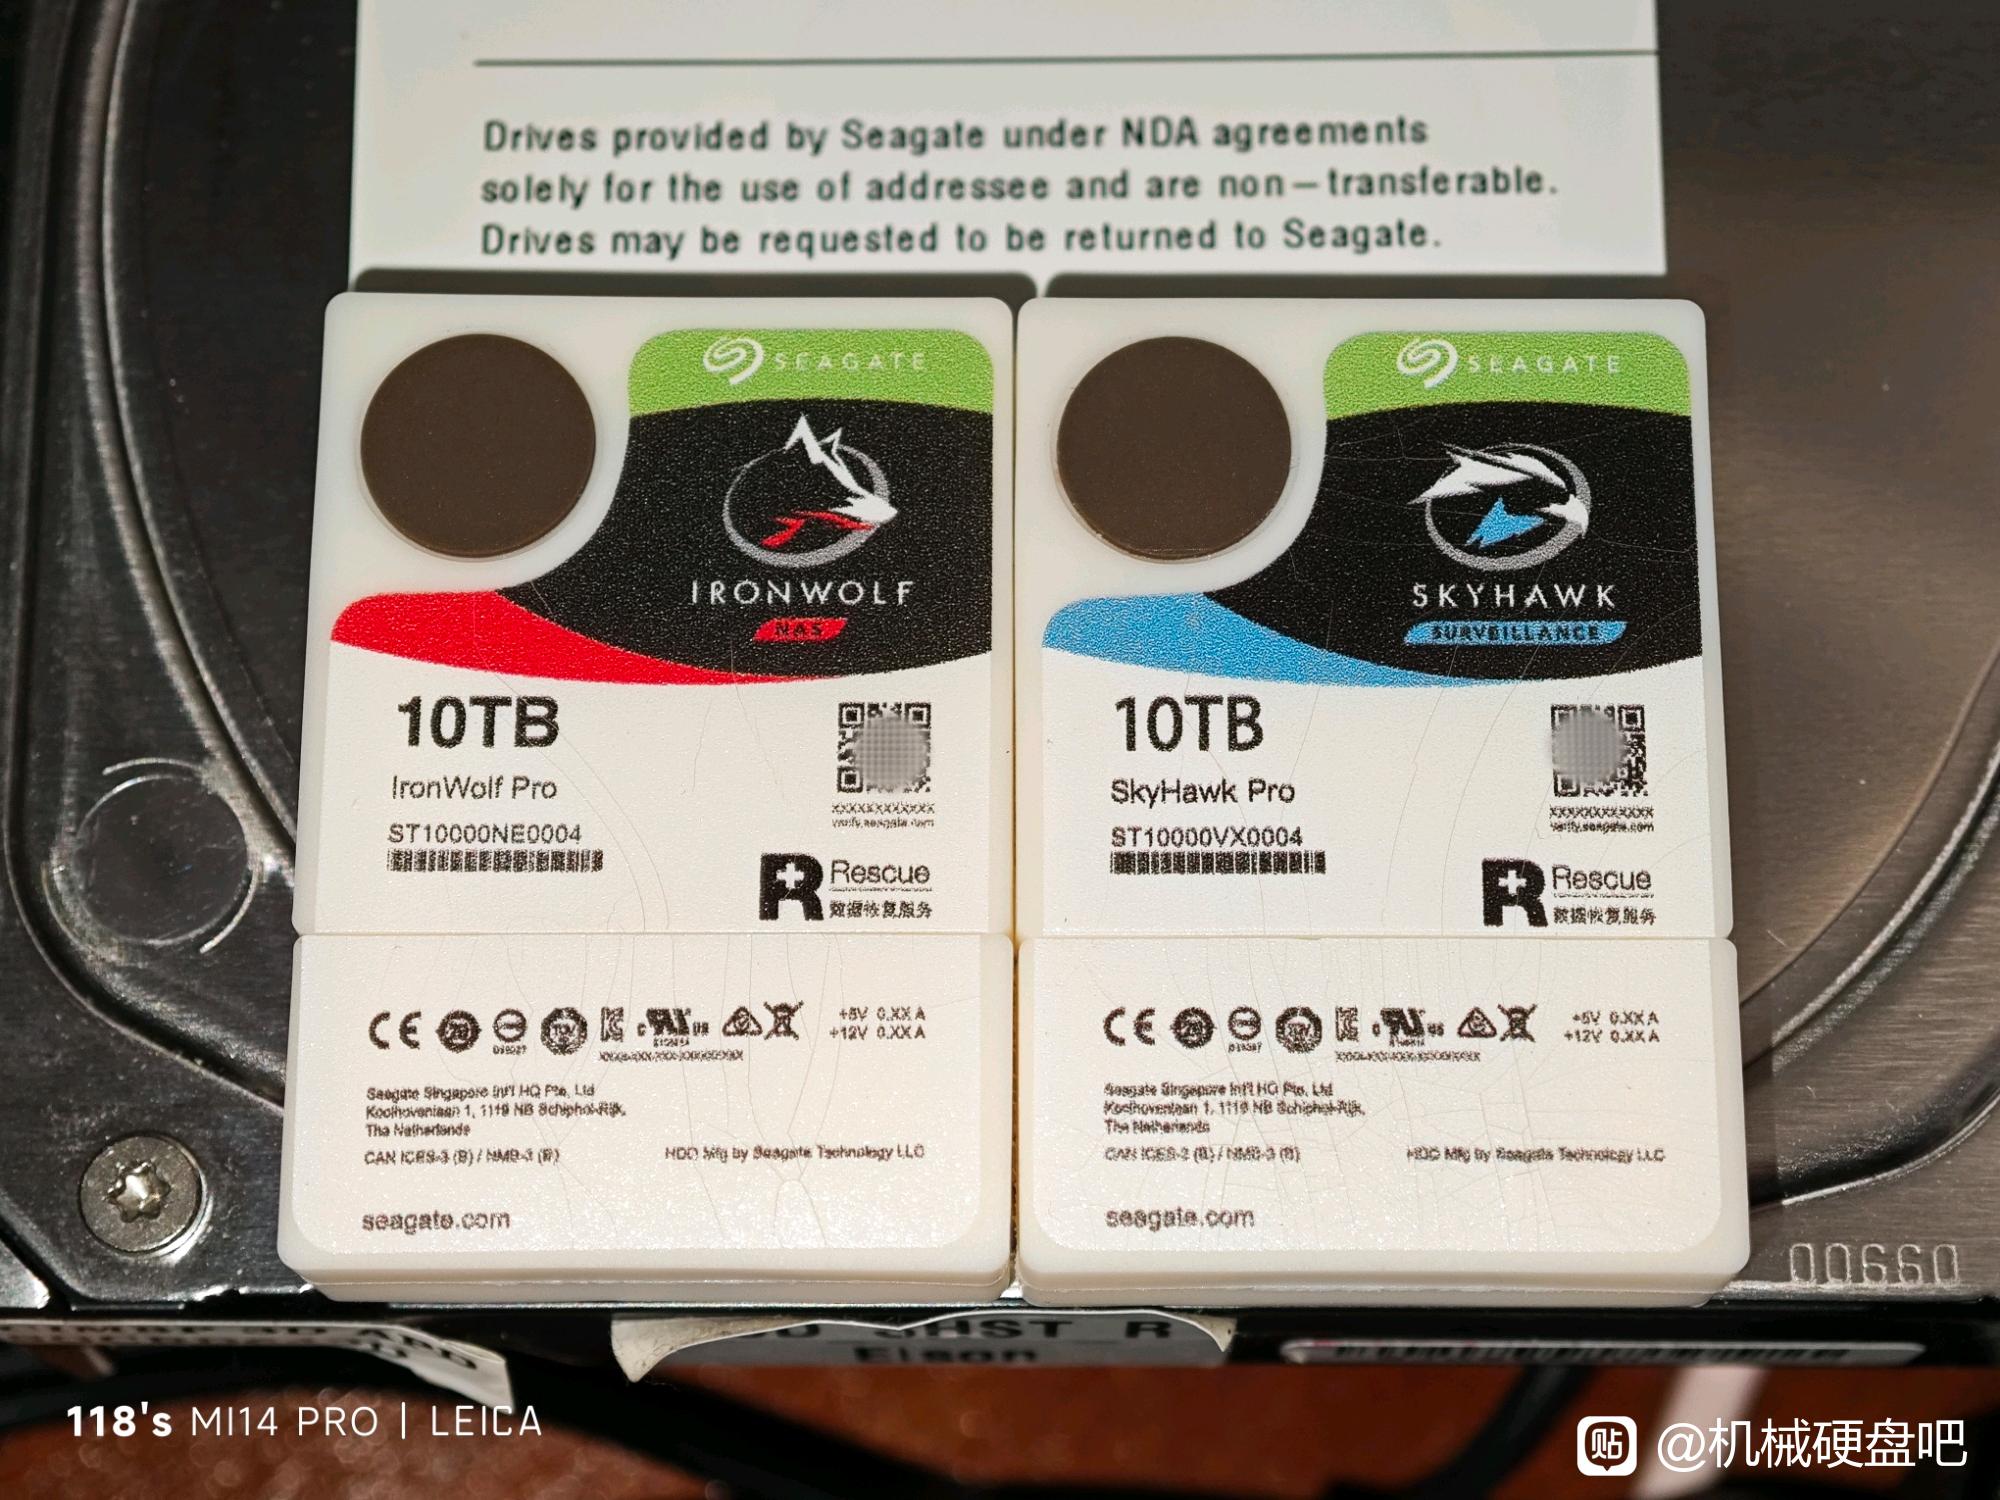 Drives provided by Seagate under NDA agreements
solely for the use of addressee and are non-transferable.
Drives may be requested to be returned to Seagate.
SEAGATE
IRONWOLF
NAS
10TB
IronWolf Pro
ST10000NE0004
XXXXXXXXXXXX
verify.seagate.com
R Rescue
数据恢复服务
CE
+5V 0.XX A
+12V 0.XX A
Seagate Singapore Int'l HQ Pte. Ltd
Koolhovenlaan 1, 1119 NB Schiphol-Rijk,
The Netherlands
CAN ICES-3 (B) / NMB-3 (B)
HDD Mfg by Seagate Technology LLC
seagate.com
SEAGATE
SKYHAWK
SURVEILLANCE
10TB
SkyHawk Pro
ST10000VX0004
XXXXXXXXXXXX
verify.seagate.com
R Rescue
数据恢复服务
CE
+5V 0.XX A
+12V 0.XX A
Seagate Singapore Int'l HQ Pte. Ltd
Koolhovenlaan 1, 1119 NB Schiphol-Rijk,
The Netherlands
CAN ICES-3 (B) / NMB-3 (B)
HDD Mfg by Seagate Technology LLC
seagate.com
00660
Elson
118's MI14 PRO | LEICA
贴 @机械硬盘吧